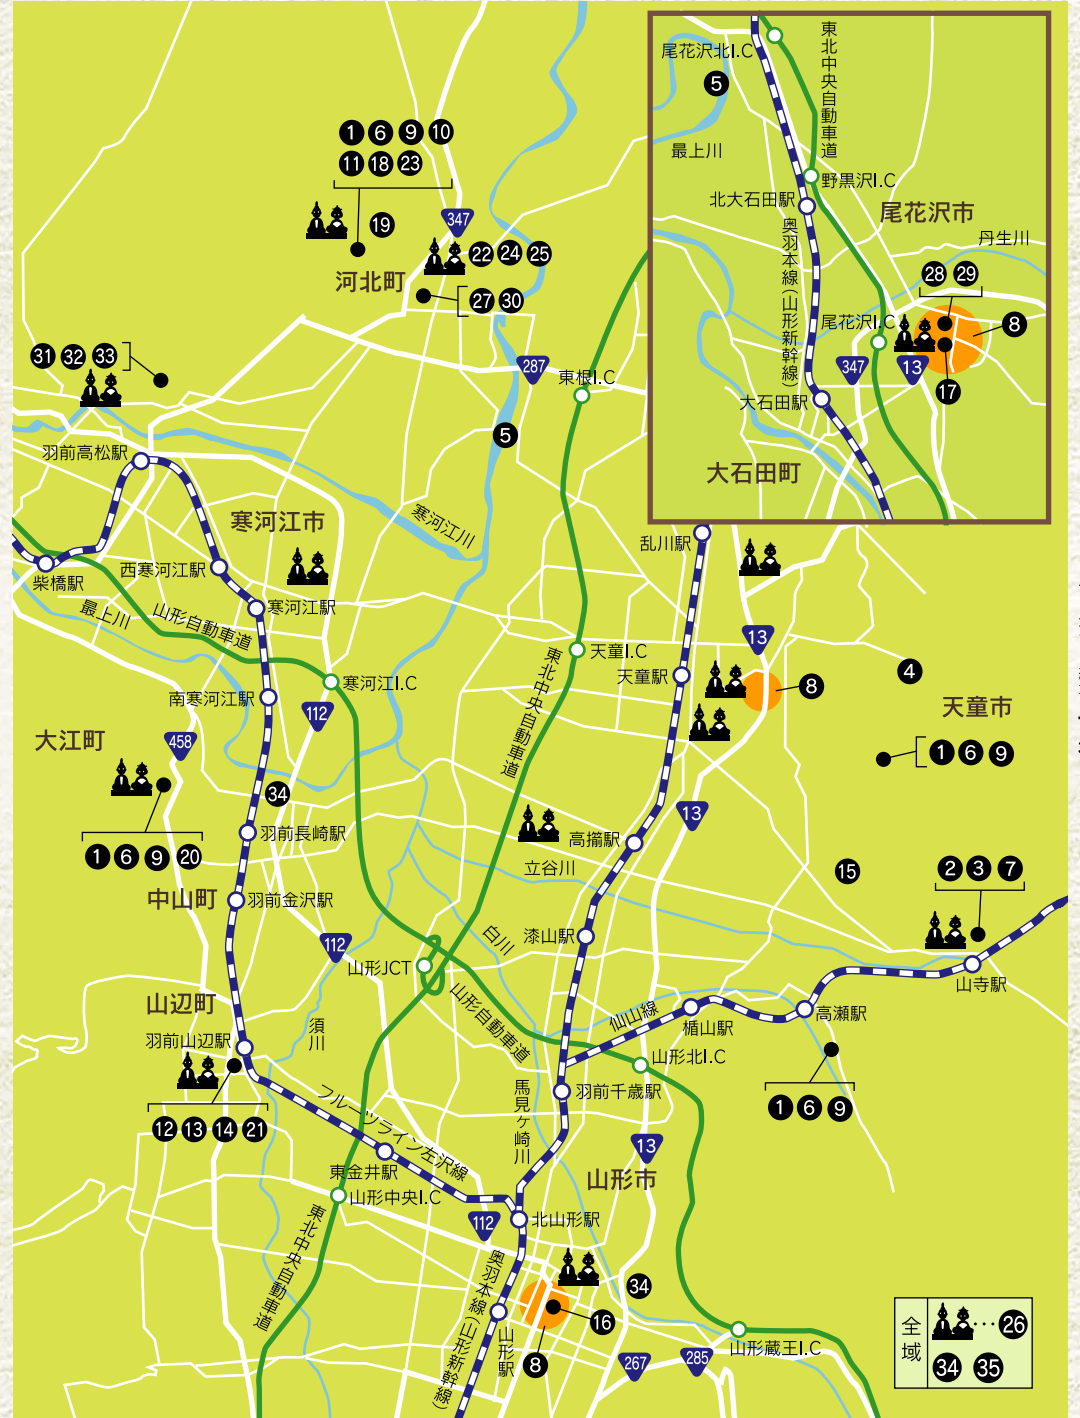 尾花沢北I.C
東北中央自動車道
5
最上川
野黒沢I.C
北大石田駅
尾花沢市
奥羽本線(山形新幹線)
丹生川
28 29
尾花沢I.C
8
347
13
17
大石田駅
大石田町
1 6 9 10
11 18 23
19
347
22 24 25
河北町
27 30
31 32 33
287
東根I.C
5
羽前高松駅
寒河江市
寒河江川
乱川駅
西寒河江駅
柴橋駅
寒河江駅
最上川
山形自動車道
13
天童I.C
東北中央自動車道
天童駅
4
寒河江I.C
南寒河江駅
8
112
天童市
大江町
458
1 6 9
34
13
羽前長崎駅
高擶駅
1 6 9 20
立谷川
15
2 3 7
中山町
羽前金沢駅
漆山駅
白川
112
山形JCT
山寺駅
山形自動車道
山辺町
仙山線
楯山駅
高瀬駅
須川
羽前山辺駅
山形北I.C
馬見ヶ崎川
羽前千歳駅
フルーツライン左沢線
1 6 9
12 13 14 21
13
東金井駅
山形市
山形中央I.C
東北中央自動車道
112
北山形駅
奥羽本線(山形新幹線)
34
16
山形駅
8
山形蔵王I.C
267
285
全域
…26
34 35